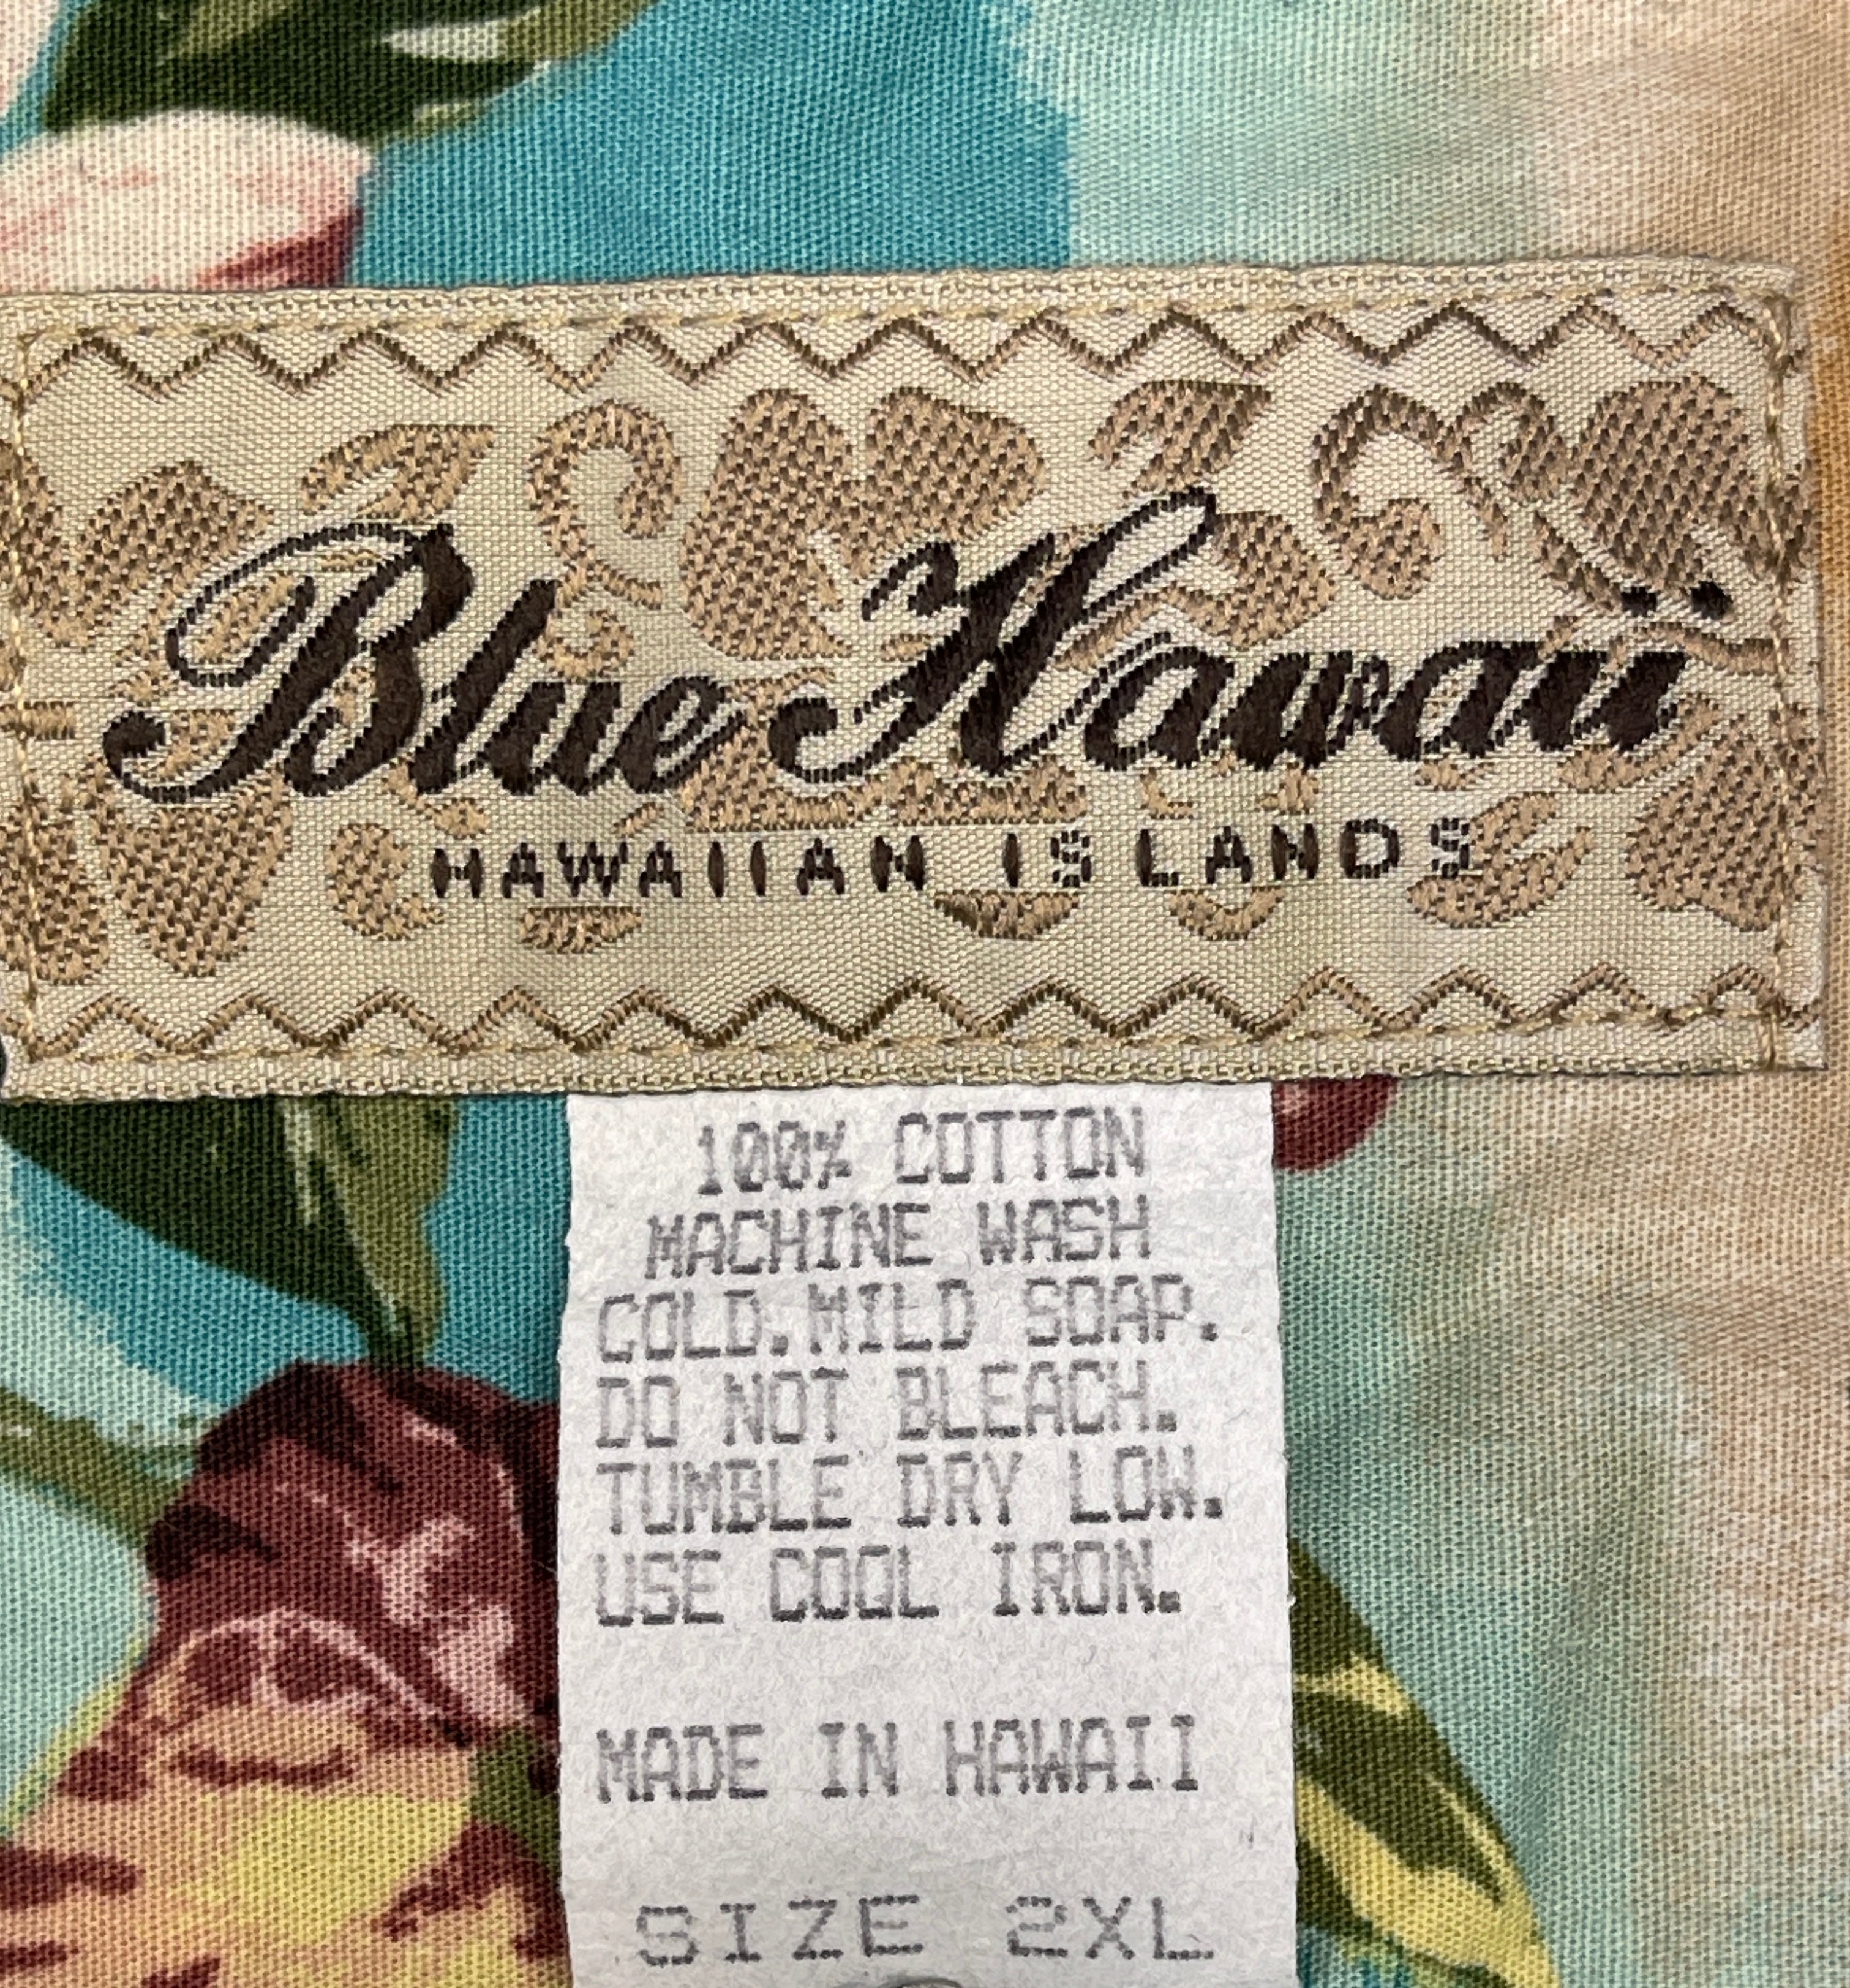 Blue Hawaii
HAWAIIAN ISLANDS
100% COTTON
MACHINE WASH
COLD.MILD SOAP.
DO NOT BLEACH.
TUMBLE DRY LOW.
USE COOL IRON.
MADE IN HAWAII
SIZE 2XL